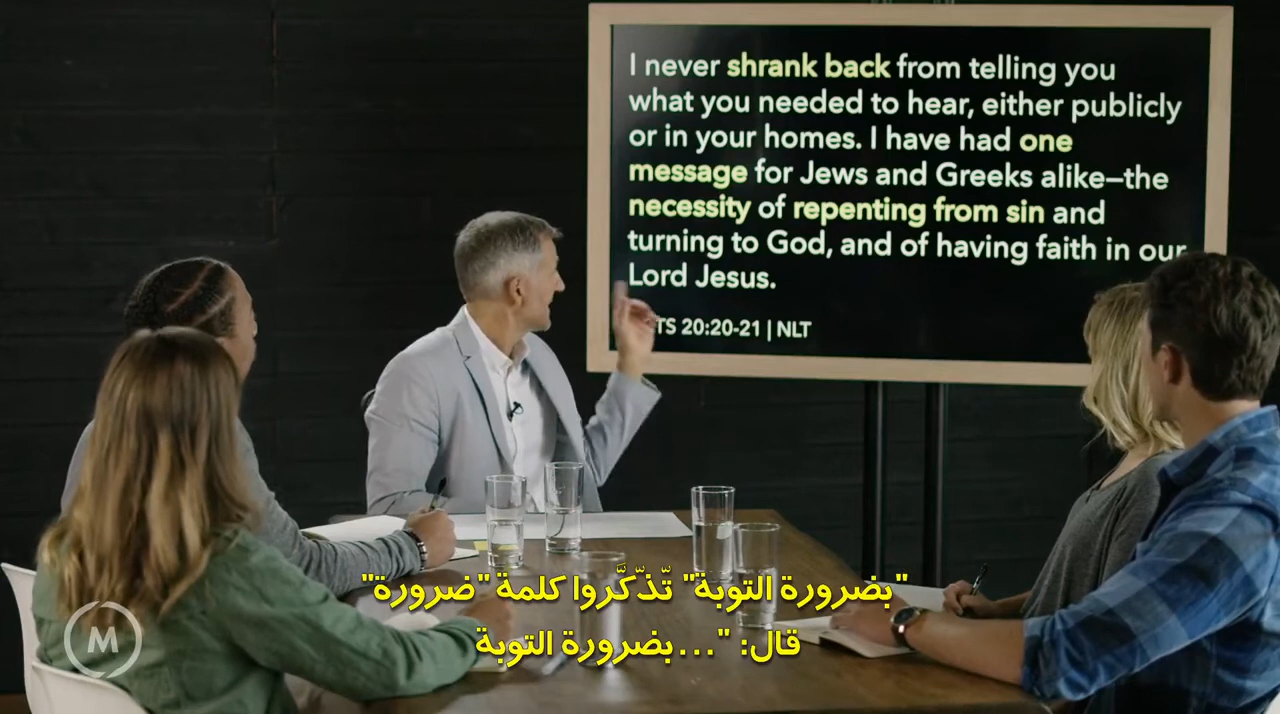 I never shrank back from telling you
what you needed to hear, either publicly
or in your homes. I have had one
message for Jews and Greeks alike—the
necessity of repenting from sin and
turning to God, and of having faith in our
Lord Jesus.
TS 20:20-21 | NLT
"بضرورة التوبة" تّذّكَّروا كلمة "ضرورة"
قال: "...بضرورة التوبة
M